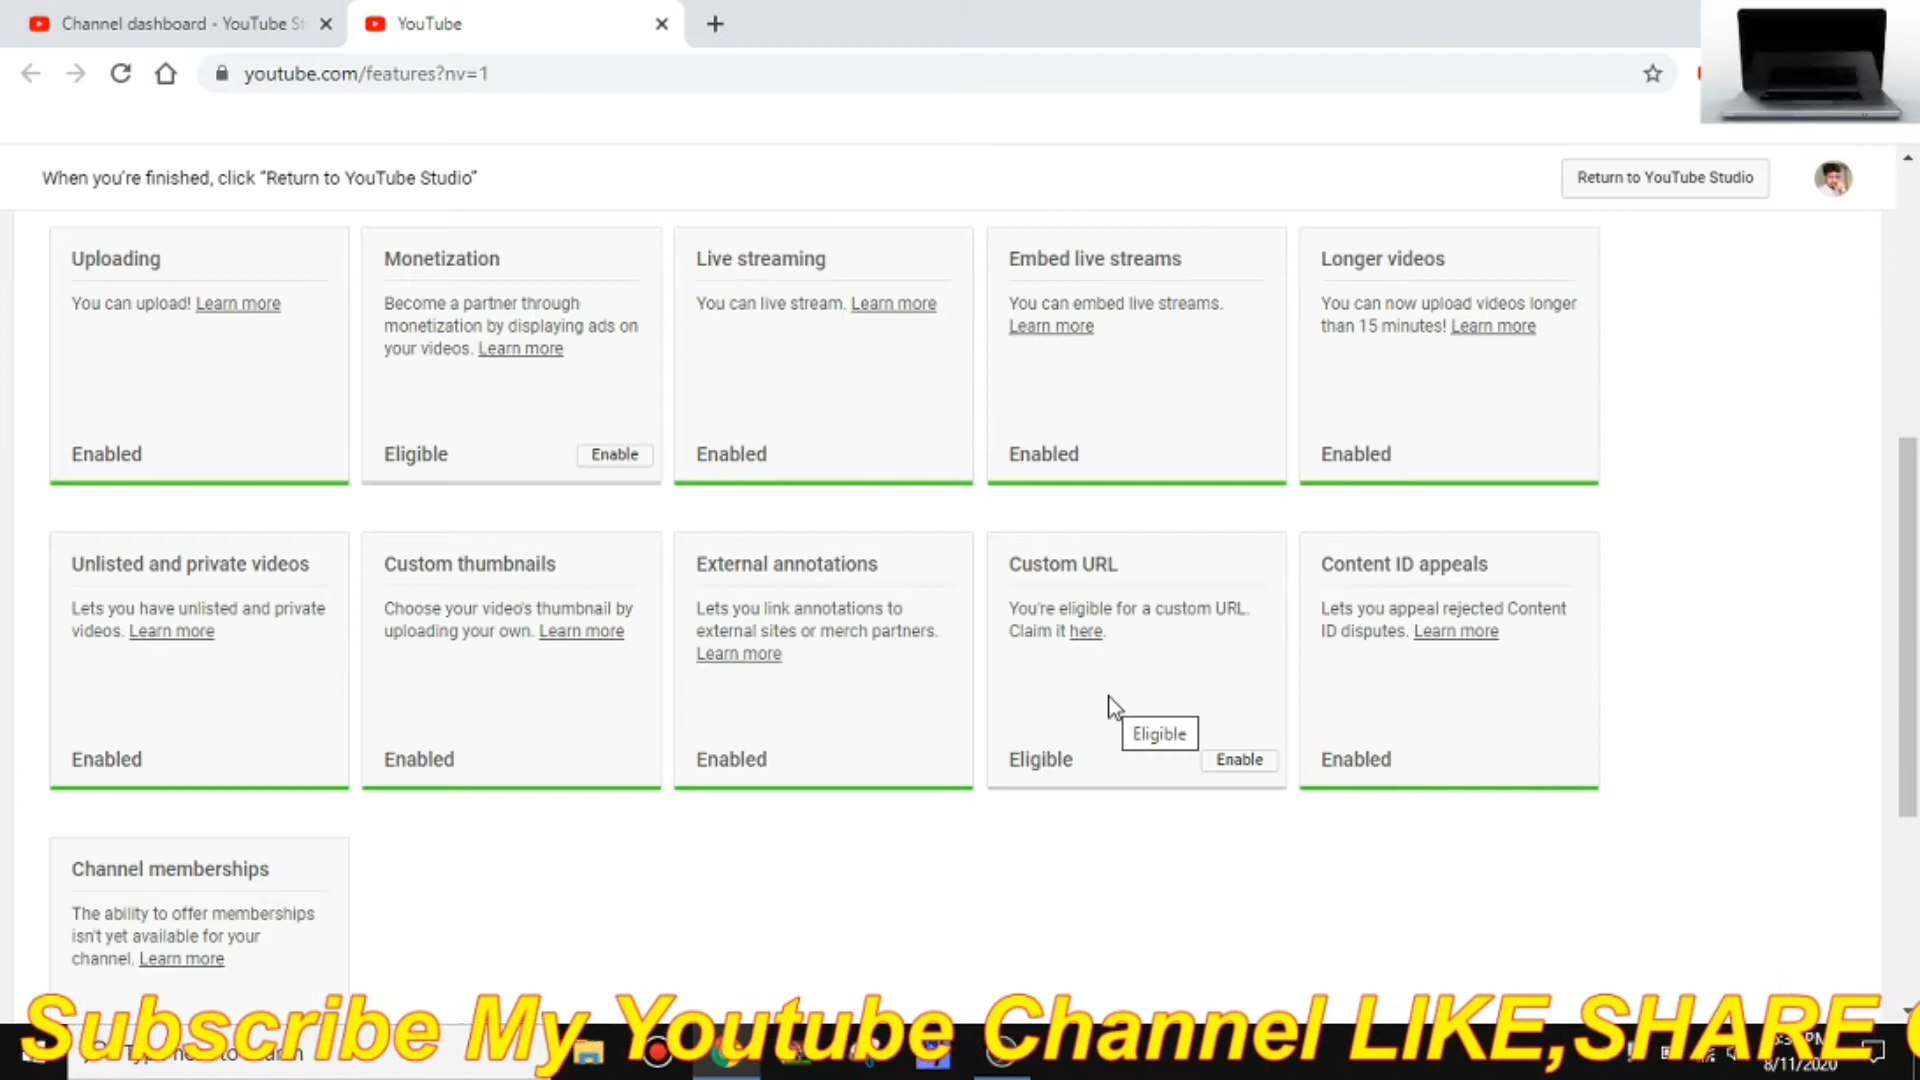 Channel dashboard - YouTube St
YouTube
youtube.com/features?nv=1
When you're finished, click “Return to YouTube Studio”
Return to YouTube Studio
Uploading
You can upload! Learn more
Enabled
Monetization
Become a partner through
monetization by displaying ads on
your videos. Learn more
Eligible
Enable
Live streaming
You can live stream. Learn more
Enabled
Embed live streams
You can embed live streams.
Learn more
Enabled
Longer videos
You can now upload videos longer
than 15 minutes! Learn more
Enabled
Unlisted and private videos
Lets you have unlisted and private
videos. Learn more
Enabled
Custom thumbnails
Choose your video's thumbnail by
uploading your own. Learn more
Enabled
External annotations
Lets you link annotations to
external sites or merch partners.
Learn more
Enabled
Custom URL
You're eligible for a custom URL.
Claim it here.
Eligible
Eligible
Enable
Content ID appeals
Lets you appeal rejected Content
ID disputes. Learn more
Enabled
Channel memberships
The ability to offer memberships
isn't yet available for your
channel. Learn more
Subscribe My Youtube Channel LIKE,SHARE
8/11/2020